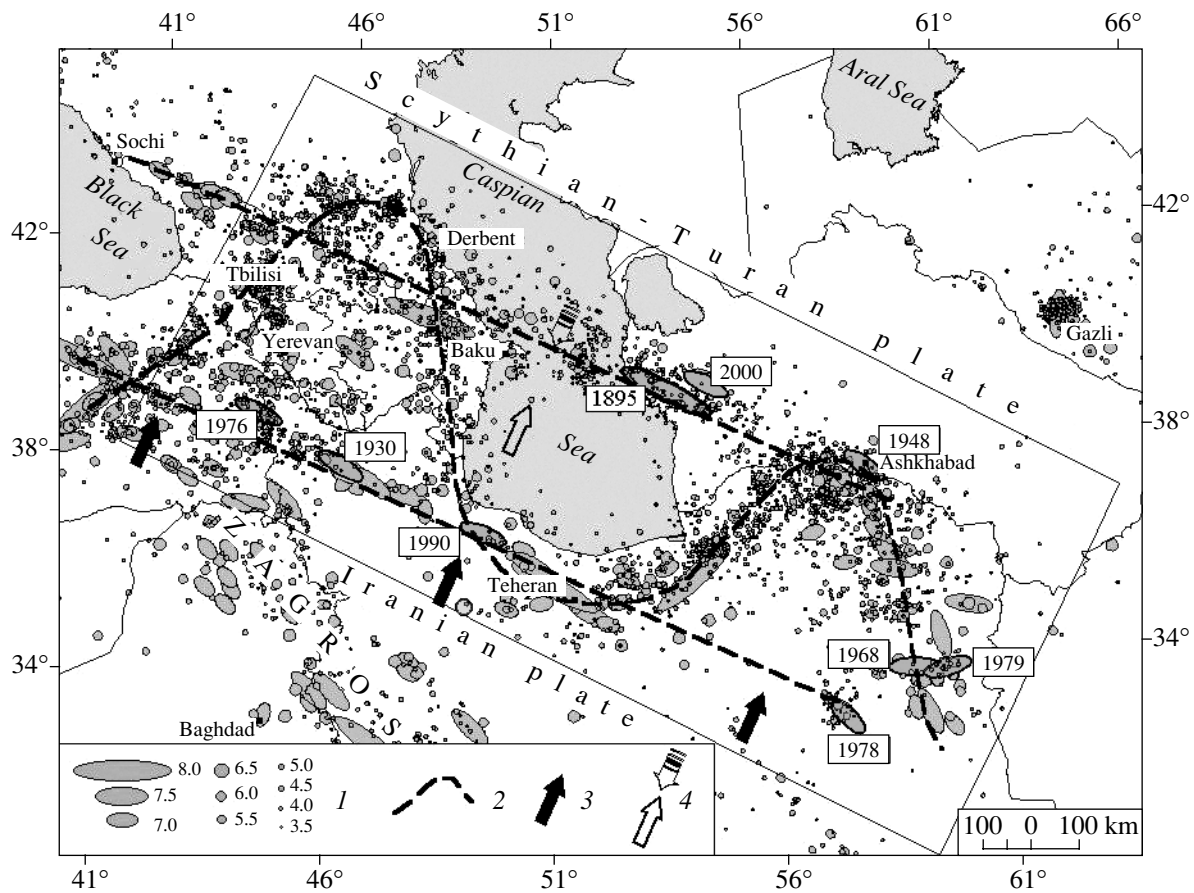 41° 46° 51° 56° 61° 66°
Aral Sea
Scythian-Turan plate
Sochi
Caspian
Black
Sea
42° 42°
Derbent
Tbilisi
Gazli
Yerevan
Baku
2000
1895
38° 38°
1976
1930
Sea
1948
Ashkhabad
ZAGROS
1990
Teheran
Iranian plate
34° 34°
1968
1979
Baghdad
1978
8.0 6.5 5.0
7.5 6.0 4.5
7.0 5.5 4.0
3.5
1 2 3 4
100 0 100 km
41° 46° 51° 56° 61°